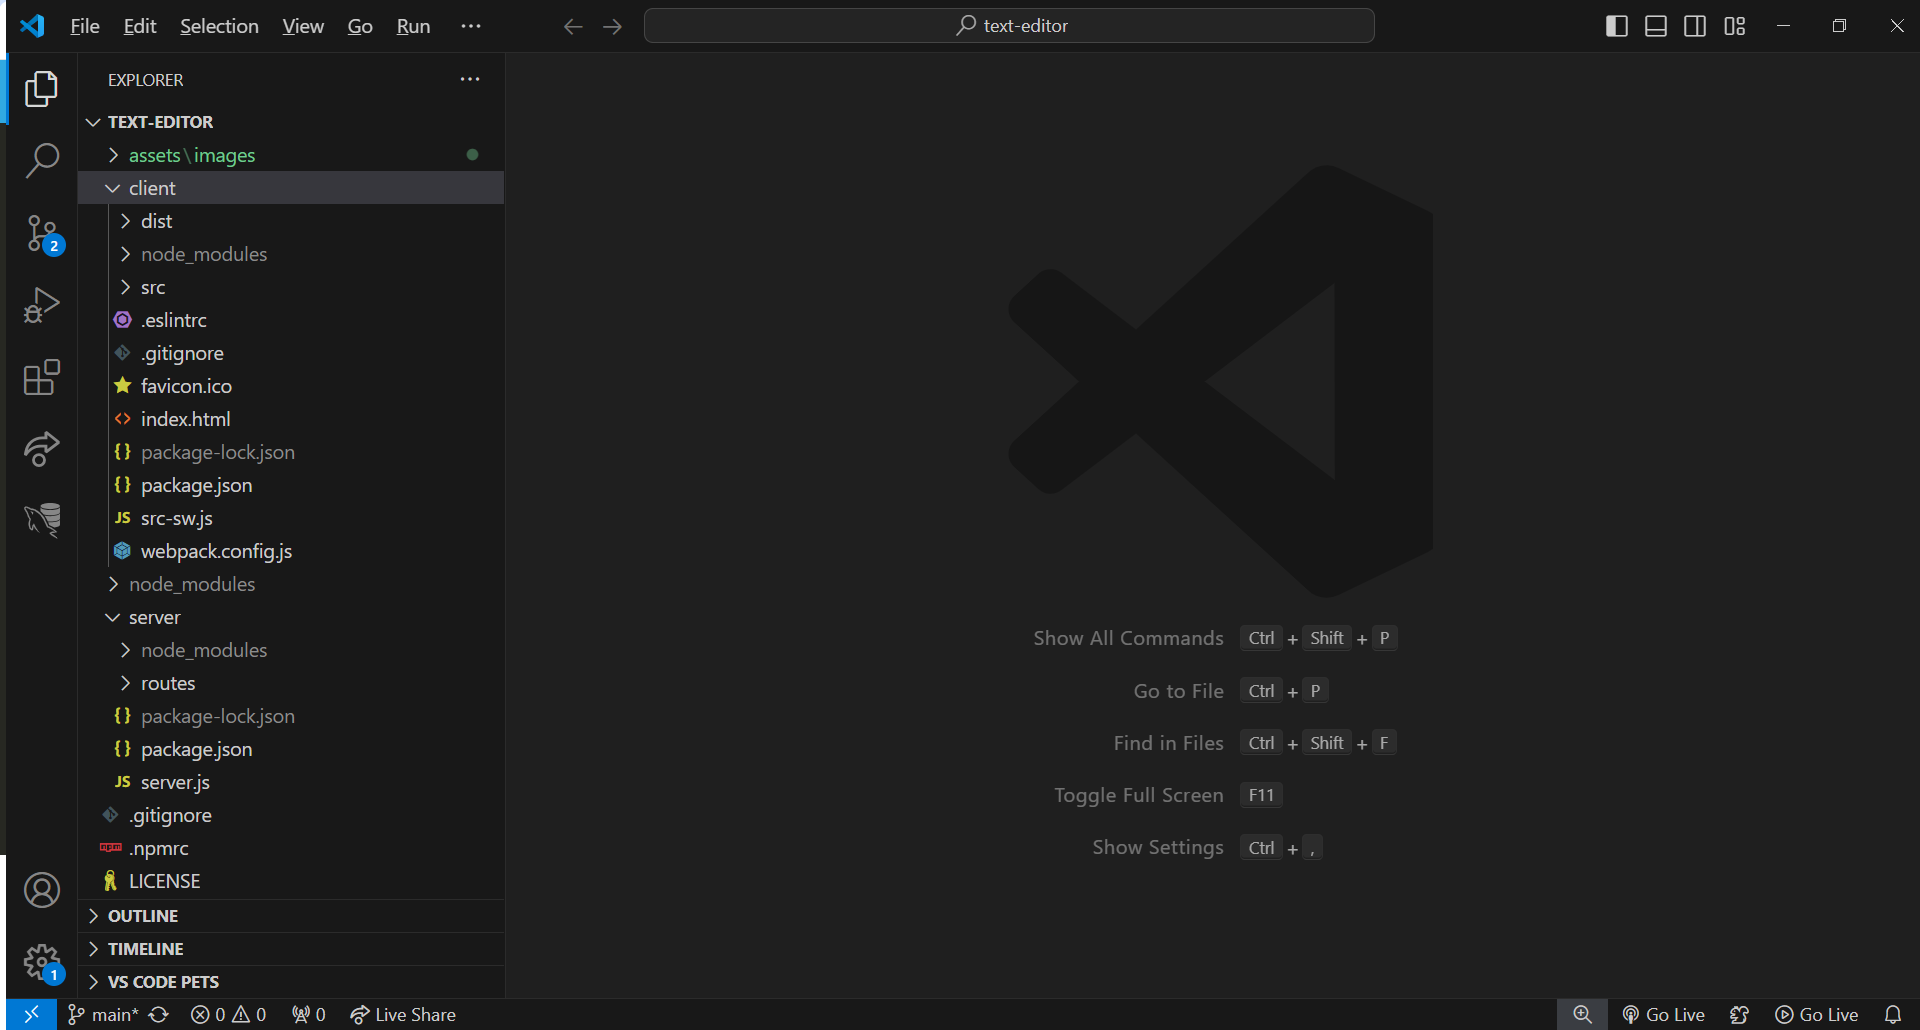 File Edit Selection View Go Run ···
text-editor
EXPLORER ···
TEXT-EDITOR
assets\images
client
dist
node_modules
src
.eslintrc
.gitignore
favicon.ico
index.html
{} package-lock.json
{} package.json
JS src-sw.js
webpack.config.js
node_modules
server
node_modules
routes
{} package-lock.json
{} package.json
JS server.js
.gitignore
npm .npmrc
LICENSE
OUTLINE
TIMELINE
VS CODE PETS
2
1
Show All Commands Ctrl + Shift + P
Go to File Ctrl + P
Find in Files Ctrl + Shift + F
Toggle Full Screen F11
Show Settings Ctrl + ,
main* 0 0 0 Live Share Go Live Go Live